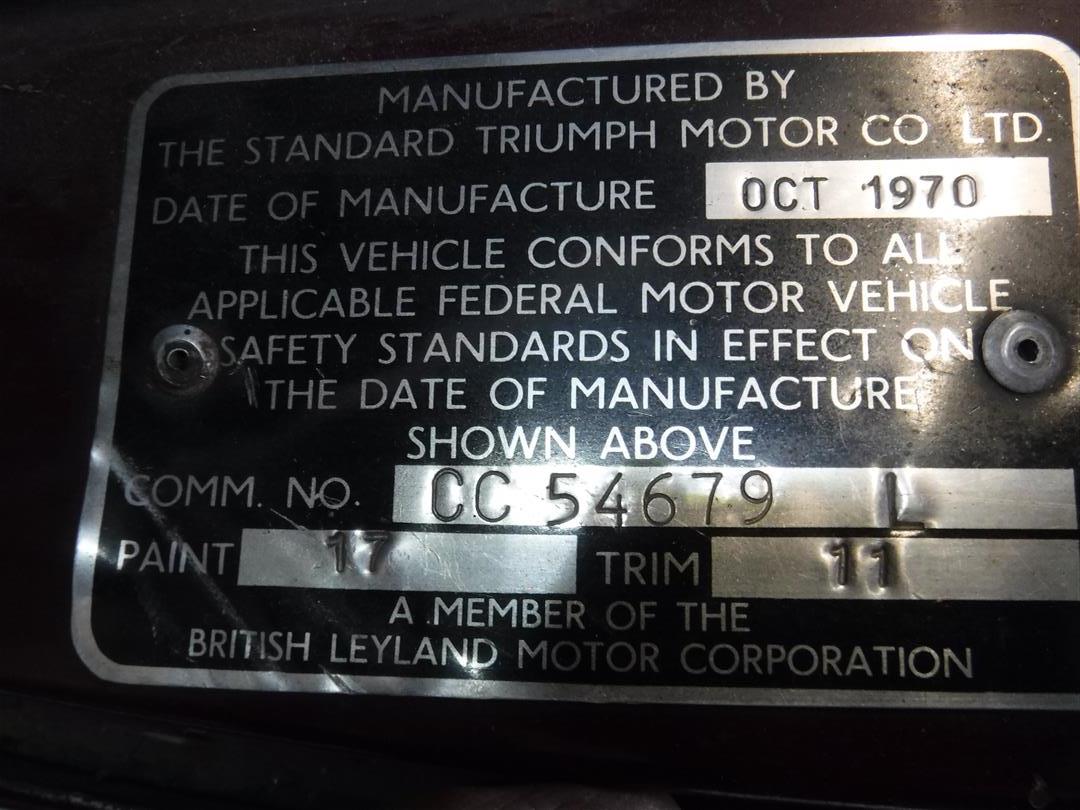 MANUFACTURED BY
THE STANDARD TRIUMPH MOTOR CO LTD.
DATE OF MANUFACTURE OCT 1970
THIS VEHICLE CONFORMS TO ALL
APPLICABLE FEDERAL MOTOR VEHICLE
SAFETY STANDARDS IN EFFECT ON
THE DATE OF MANUFACTURE
SHOWN ABOVE
COMM. NO. CC 54679 L
PAINT 17 TRIM 11
A MEMBER OF THE
BRITISH LEYLAND MOTOR CORPORATION